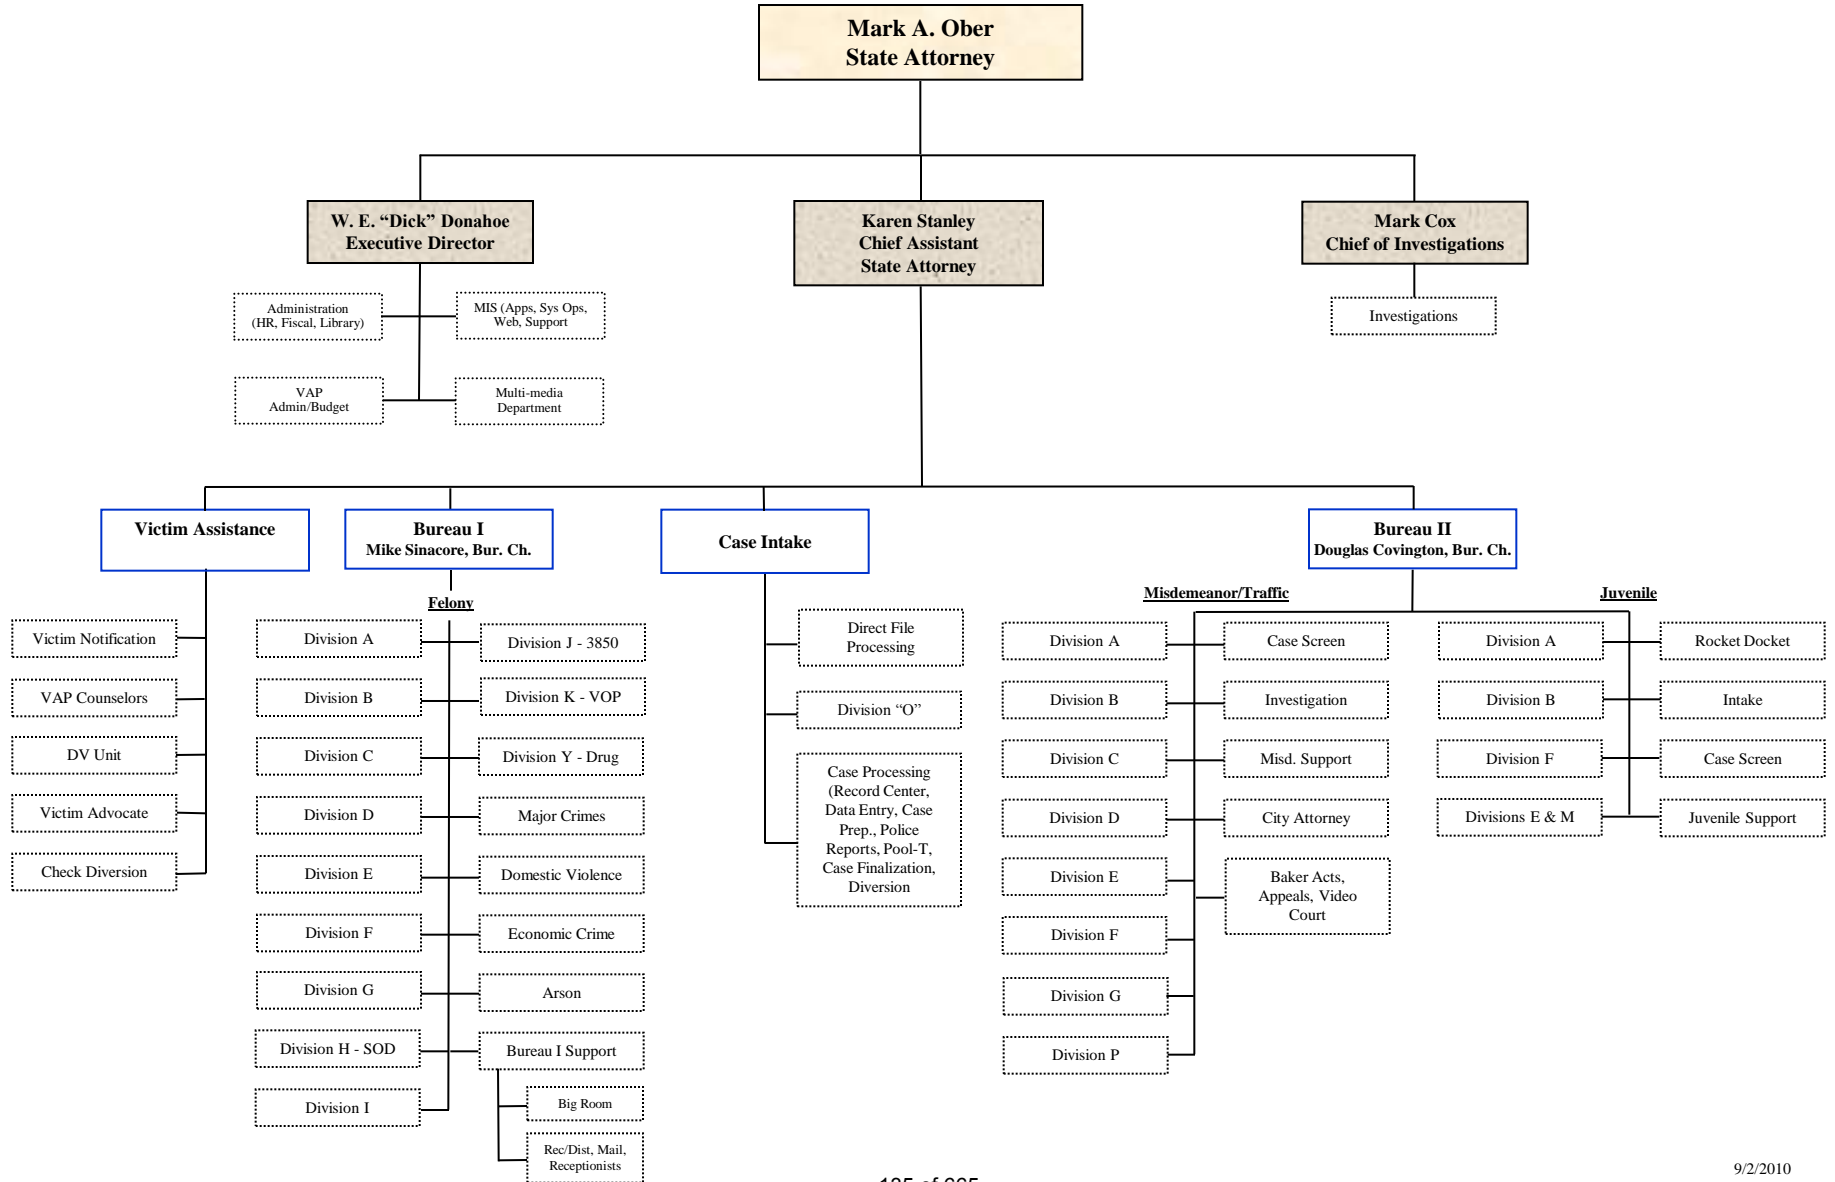 Mark A. Ober
State Attorney
W. E. “Dick” Donahoe
Executive Director
Karen Stanley
Chief Assistant
State Attorney
Mark Cox
Chief of Investigations
Administration
(HR, Fiscal, Library)
MIS (Apps, Sys Ops,
Web, Support
VAP
Admin/Budget
Multi-media
Department
Investigations
Victim Assistance
Victim Notification
VAP Counselors
DV Unit
Victim Advocate
Check Diversion
Bureau I
Mike Sinacore, Bur. Ch.
Felony
Division A
Division B
Division C
Division D
Division E
Division F
Division G
Division H - SOD
Division I
Division J - 3850
Division K - VOP
Division Y - Drug
Major Crimes
Domestic Violence
Economic Crime
Arson
Bureau I Support
Big Room
Rec/Dist, Mail,
Receptionists
Case Intake
Direct File
Processing
Division “O”
Case Processing
(Record Center,
Data Entry, Case
Prep., Police
Reports, Pool-T,
Case Finalization,
Diversion
Bureau II
Douglas Covington, Bur. Ch.
Misdemeanor/Traffic
Division A
Division B
Division C
Division D
Division E
Division F
Division G
Division P
Case Screen
Investigation
Misd. Support
City Attorney
Baker Acts,
Appeals, Video
Court
Juvenile
Division A
Division B
Division F
Divisions E & M
Rocket Docket
Intake
Case Screen
Juvenile Support
9/2/2010